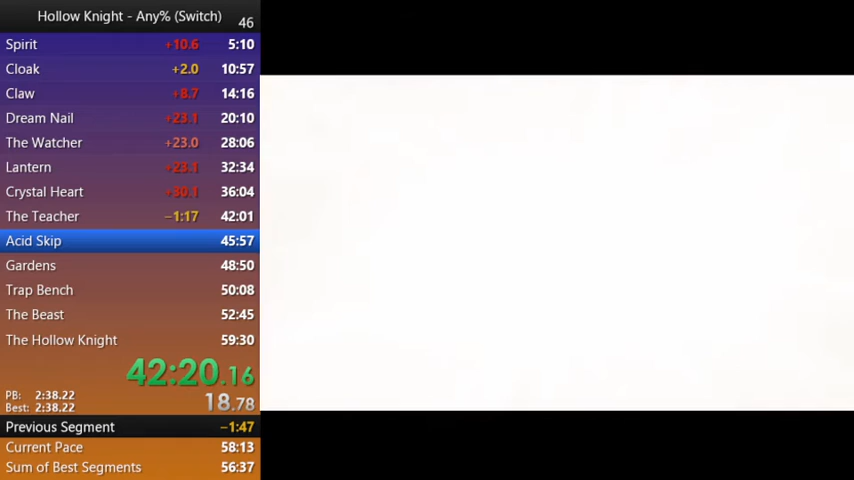 Hollow Knight - Any% (Switch) 46
Spirit +10.6 5:10
Cloak +2.0 10:57
Claw +8.7 14:16
Dream Nail +23.1 20:10
The Watcher +23.0 28:06
Lantern +23.1 32:34
Crystal Heart +30.1 36:04
The Teacher −1:17 42:01
Acid Skip 45:57
Gardens 48:50
Trap Bench 50:08
The Beast 52:45
The Hollow Knight 59:30
42:20.16
PB: 2:38.22
Best: 2:38.22 18.78
Previous Segment −1:47
Current Pace 58:13
Sum of Best Segments 56:37